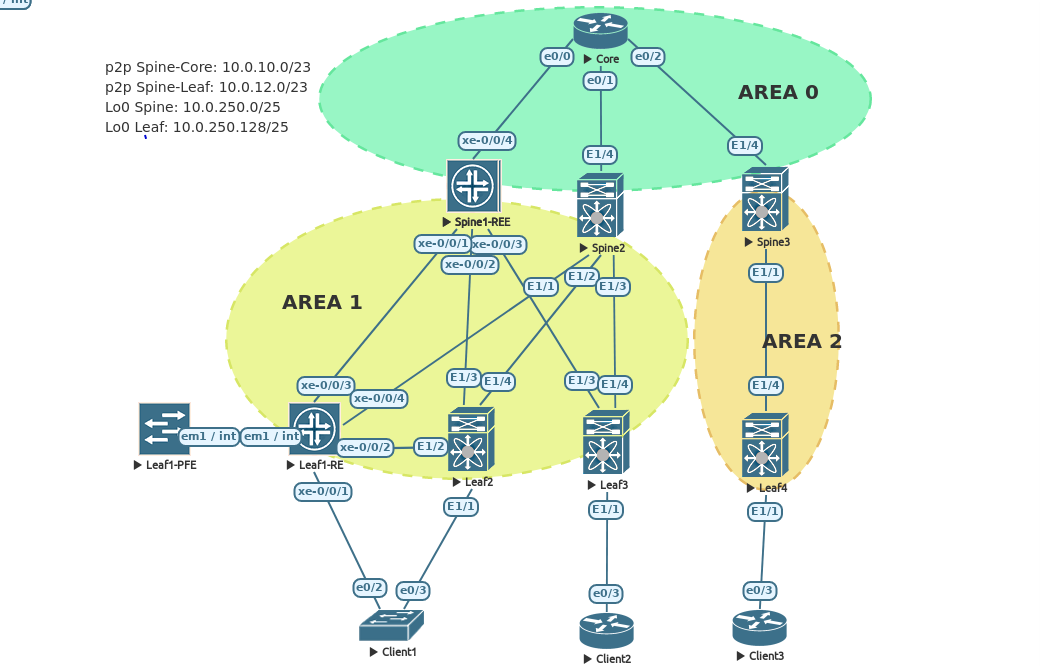 / int
p2p Spine-Core: 10.0.10.0/23
p2p Spine-Leaf: 10.0.12.0/23
Lo0 Spine: 10.0.250.0/25
Lo0 Leaf: 10.0.250.128/25
Core
e0/0
e0/2
e0/1
AREA 0
xe-0/0/4
E1/4
E1/4
Spine1-REE
Spine2
Spine3
xe-0/0/1
xe-0/0/3
xe-0/0/2
E1/1
E1/2
E1/3
E1/1
AREA 1
AREA 2
xe-0/0/3
xe-0/0/4
E1/3
E1/4
E1/3
E1/4
E1/4
em1 / int
em1 / int
xe-0/0/2
E1/2
Leaf1-PFE
Leaf1-RE
Leaf2
Leaf3
Leaf4
xe-0/0/1
E1/1
E1/1
E1/1
e0/2
e0/3
e0/3
e0/3
Client1
Client2
Client3